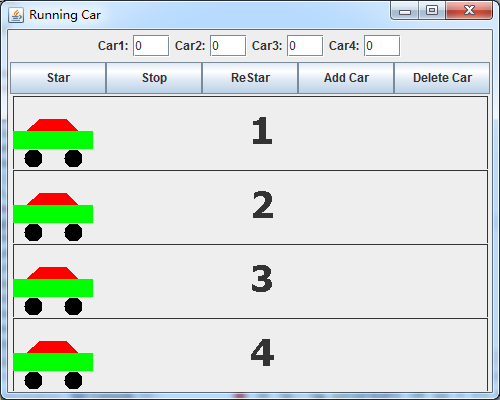 Running Car
Car1: 0 Car2: 0 Car3: 0 Car4: 0
Star Stop ReStar Add Car Delete Car
1
2
3
4